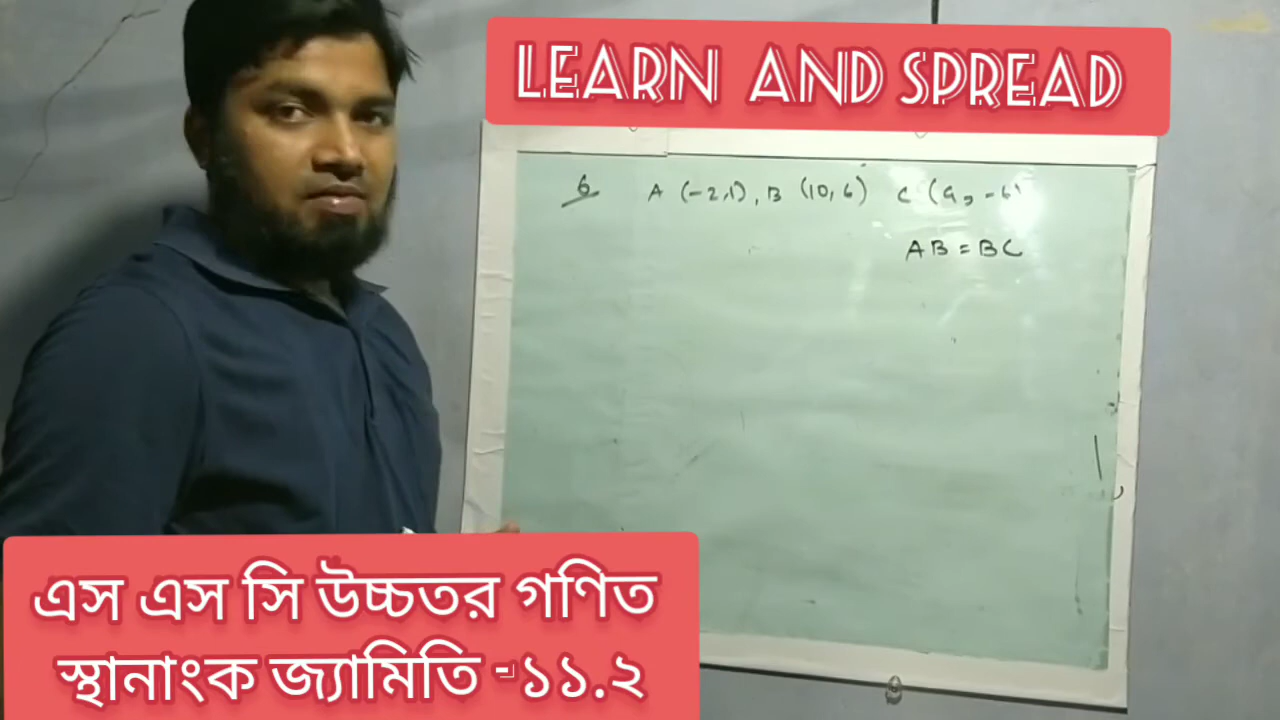 LEARN AND SPREAD
6 A (-2,1), B (10,6) C (a, -6)
AB = BC
এস এস সি উচ্চতর গণিত
স্থানাংক জ্যামিতি -১১.২